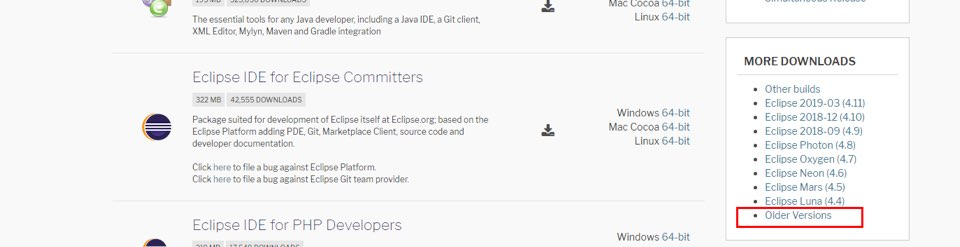 The essential tools for any Java developer, including a Java IDE, a Git client,
XML Editor, Mylyn, Maven and Gradle integration
Mac Cocoa 64-bit
Linux 64-bit
Eclipse IDE for Eclipse Committers
322 MB 42,555 DOWNLOADS
Package suited for development of Eclipse itself at Eclipse.org; based on the
Eclipse Platform adding PDE, Git, Marketplace Client, source code and
developer documentation.
Click here to file a bug against Eclipse Platform.
Click here to file a bug against Eclipse Git team provider.
Windows 64-bit
Mac Cocoa 64-bit
Linux 64-bit
Eclipse IDE for PHP Developers
Windows 64-bit
MORE DOWNLOADS
Other builds
Eclipse 2019-03 (4.11)
Eclipse 2018-12 (4.10)
Eclipse 2018-09 (4.9)
Eclipse Photon (4.8)
Eclipse Oxygen (4.7)
Eclipse Neon (4.6)
Eclipse Mars (4.5)
Eclipse Luna (4.4)
Older Versions